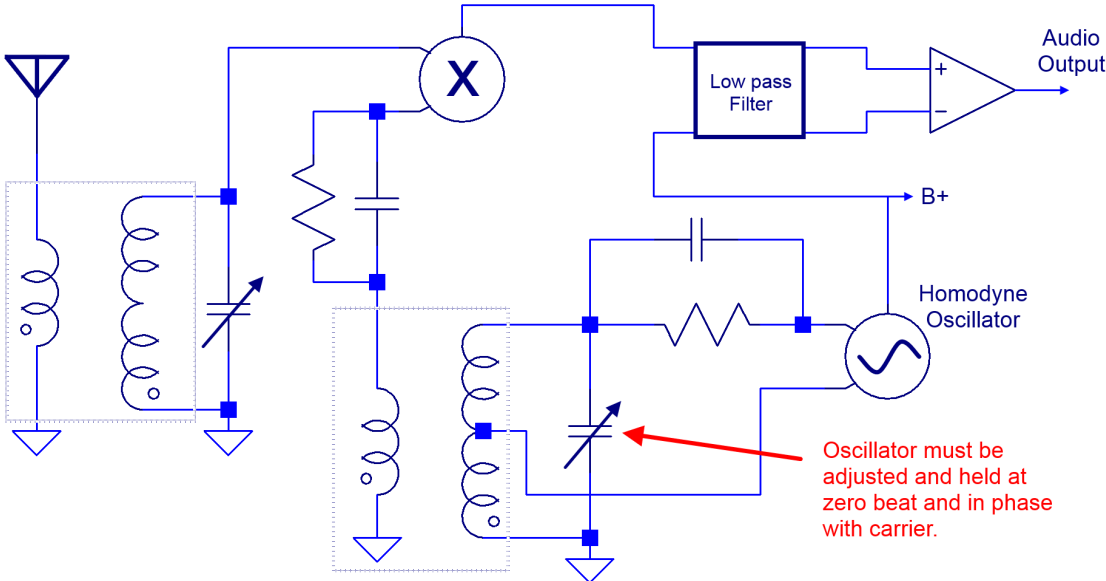 Audio
Output
X
Low pass
Filter
+
−
B+
Homodyne
Oscillator
Oscillator must be
adjusted and held at
zero beat and in phase
with carrier.